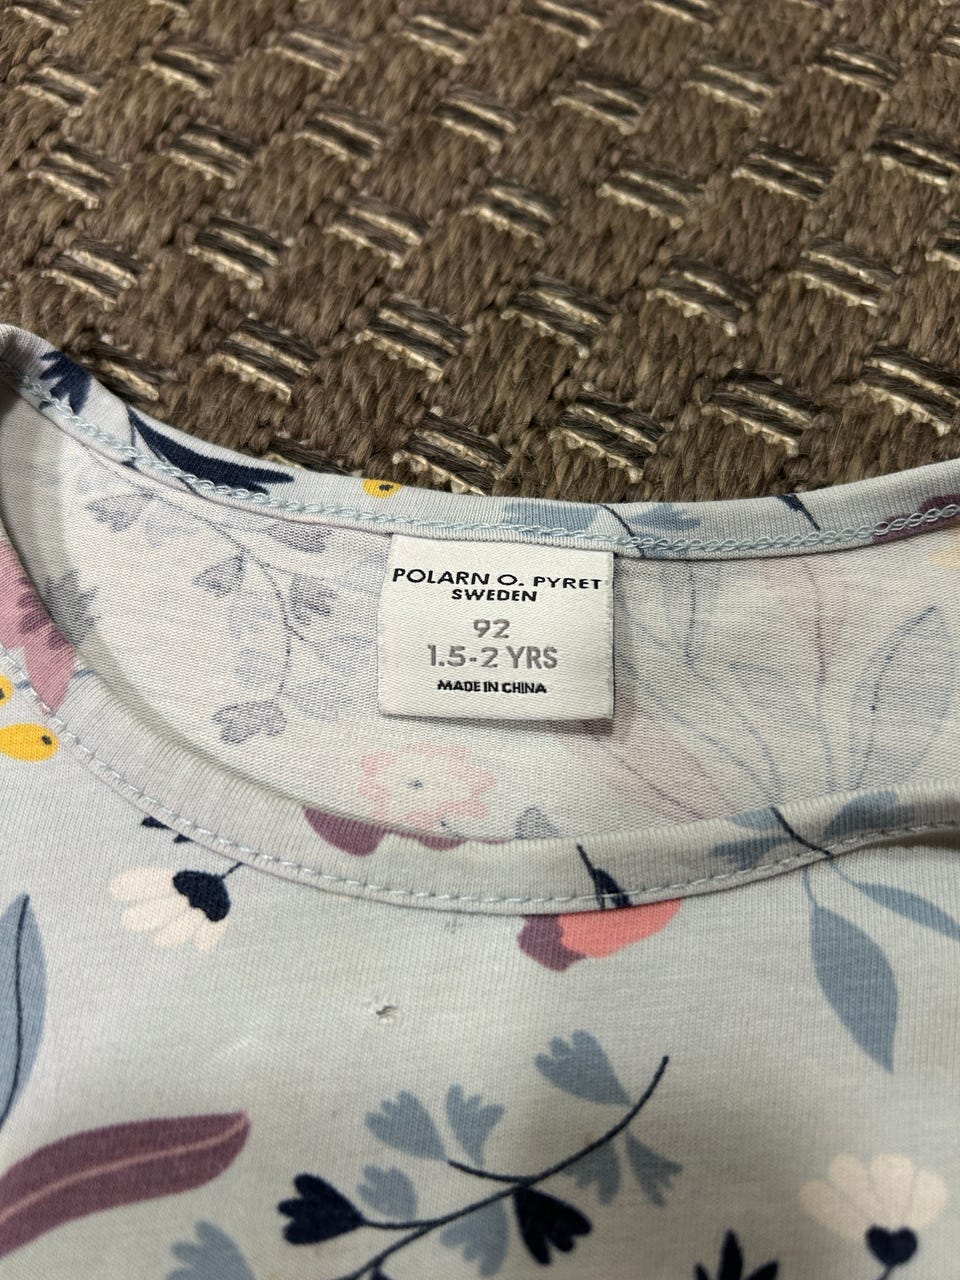 POLARN O. PYRET
SWEDEN
92
1.5-2 YRS
MADE IN CHINA